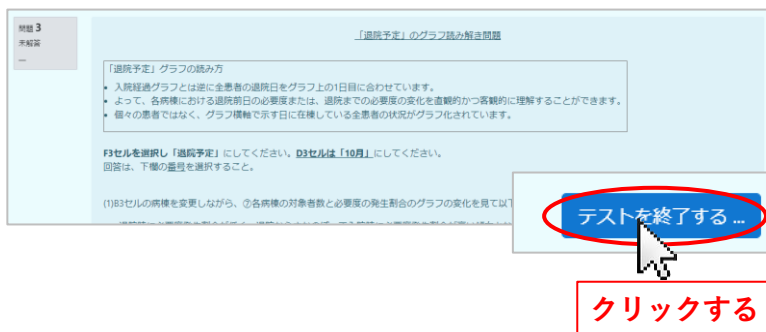 問題 3
未解答
「退院予定」のグラフ読み解き問題
「退院予定」グラフの読み方
• 入院経過グラフとは逆に全患者の退院日をグラフ上の1日目に合わせています。
• よって、各病棟における退院前日の必要度または、退院までの必要度の変化を直観的かつ客観的に理解することができます。
• 個々の患者ではなく、グラフ横軸で示す日に在棟している全患者の状況がグラフ化されています。
F3セルを選択し「退院予定」にしてください。D3セルは「10月」にしてください。
回答は、下欄の番号を選択すること。
(1)B3セルの病棟を変更しながら、②各病棟の対象者数と必要度の発生割合のグラフの変化を見て以下
テストを終了する ...
クリックする